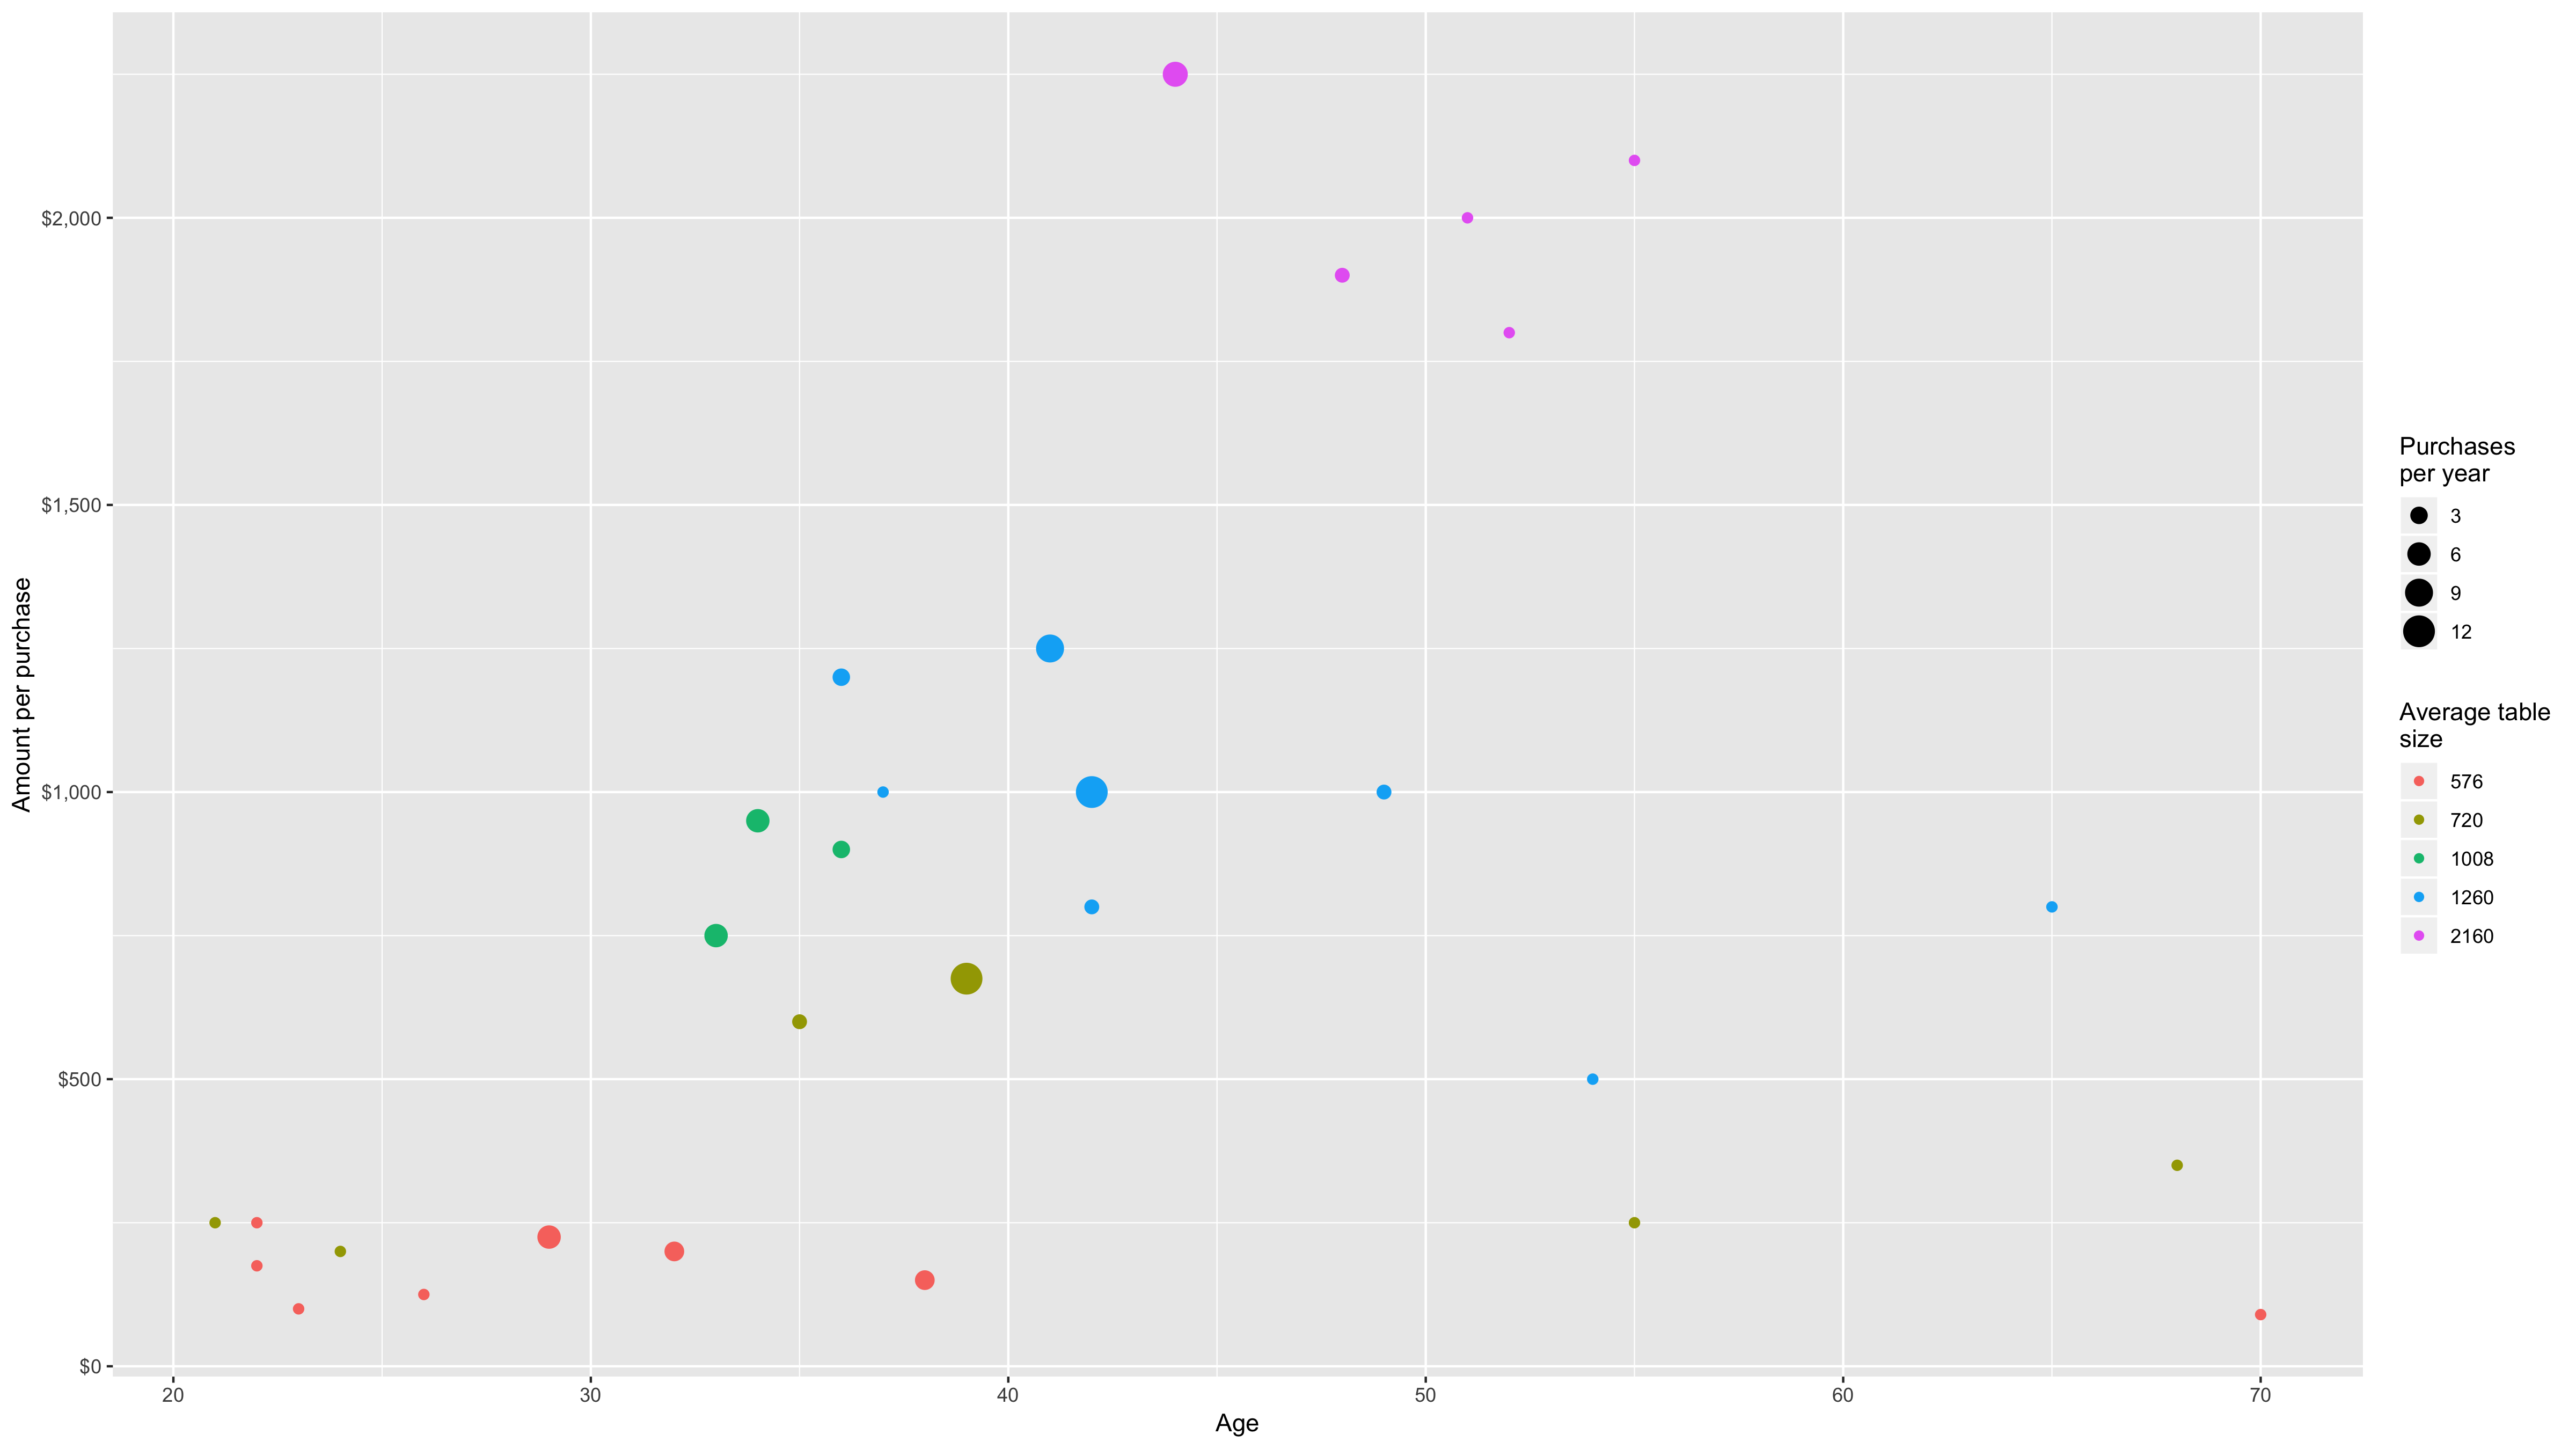 $2,000
$1,500
$1,000
$500
$0
Amount per purchase
20 30 40 50 60 70
Age
Purchases
per year
3
6
9
12
Average table
size
576
720
1008
1260
2160